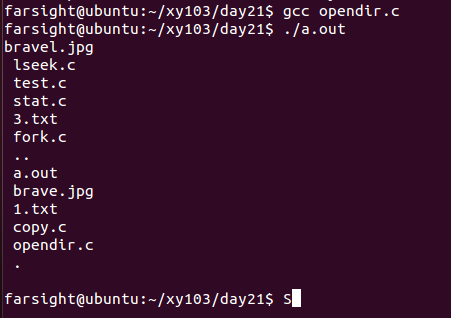 farsight@ubuntu:~/xy103/day21$ gcc opendir.c
farsight@ubuntu:~/xy103/day21$ ./a.out
bravel.jpg
lseek.c
test.c
stat.c
3.txt
fork.c
..
a.out
brave.jpg
1.txt
copy.c
opendir.c
.
farsight@ubuntu:~/xy103/day21$ S